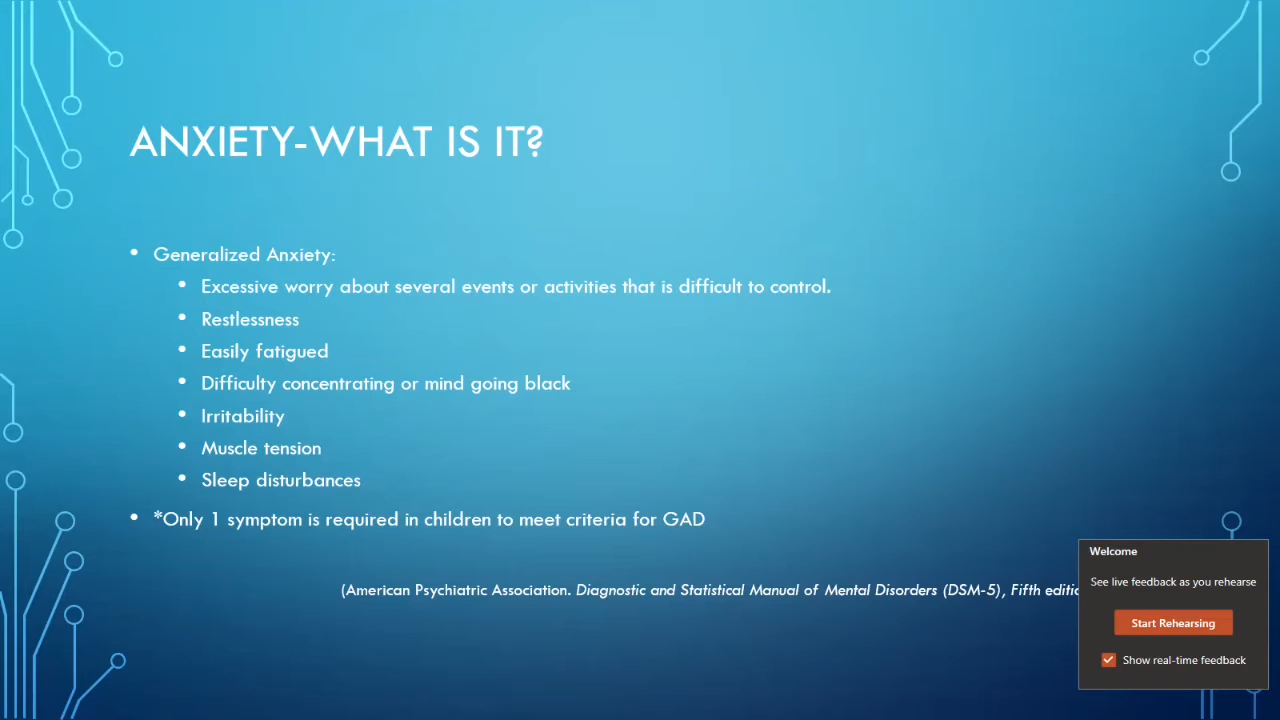 ANXIETY-WHAT IS IT?
• Generalized Anxiety:
• Excessive worry about several events or activities that is difficult to control.
• Restlessness
• Easily fatigued
• Difficulty concentrating or mind going black
• Irritability
• Muscle tension
• Sleep disturbances
• *Only 1 symptom is required in children to meet criteria for GAD
(American Psychiatric Association. Diagnostic and Statistical Manual of Mental Disorders (DSM-5), Fifth
Welcome
See live feedback as you rehearse
Start Rehearsing
Show real-time feedback